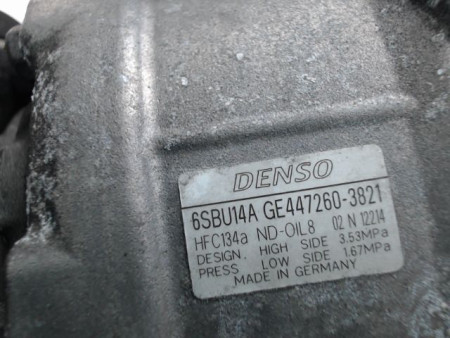 DENSO
6SBU14A GE447260-3821
HFC134a ND-OIL8 02 N 12214
DESIGN. HIGH SIDE 3.53MPa
PRESS. LOW SIDE 1.67MPa
MADE IN GERMANY